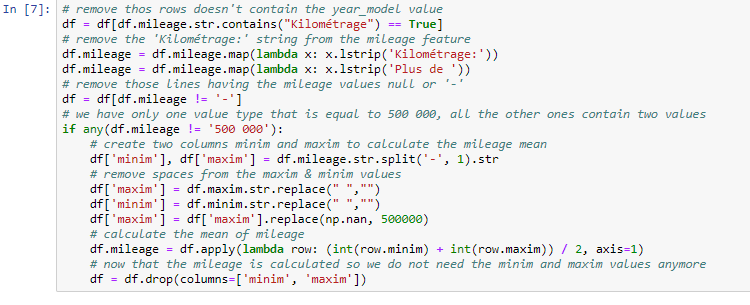 In [7]: # remove thos rows doesn't contain the year_model value
df = df[df.mileage.str.contains("Kilométrage") == True]
# remove the 'Kilométrage:' string from the mileage feature
df.mileage = df.mileage.map(lambda x: x.lstrip('Kilométrage:'))
df.mileage = df.mileage.map(lambda x: x.lstrip('Plus de '))
# remove those lines having the mileage values null or '-'
df = df[df.mileage != '-']
# we have only one value type that is equal to 500 000, all the other ones contain two values
if any(df.mileage != '500 000'):
    # create two columns minim and maxim to calculate the mileage mean
    df['minim'], df['maxim'] = df.mileage.str.split('-', 1).str
    # remove spaces from the maxim & minim values
    df['maxim'] = df.maxim.str.replace(" ","")
    df['minim'] = df.minim.str.replace(" ","")
    df['maxim'] = df['maxim'].replace(np.nan, 500000)
    # calculate the mean of mileage
    df.mileage = df.apply(lambda row: (int(row.minim) + int(row.maxim)) / 2, axis=1)
    # now that the mileage is calculated so we do not need the minim and maxim values anymore
    df = df.drop(columns=['minim', 'maxim'])